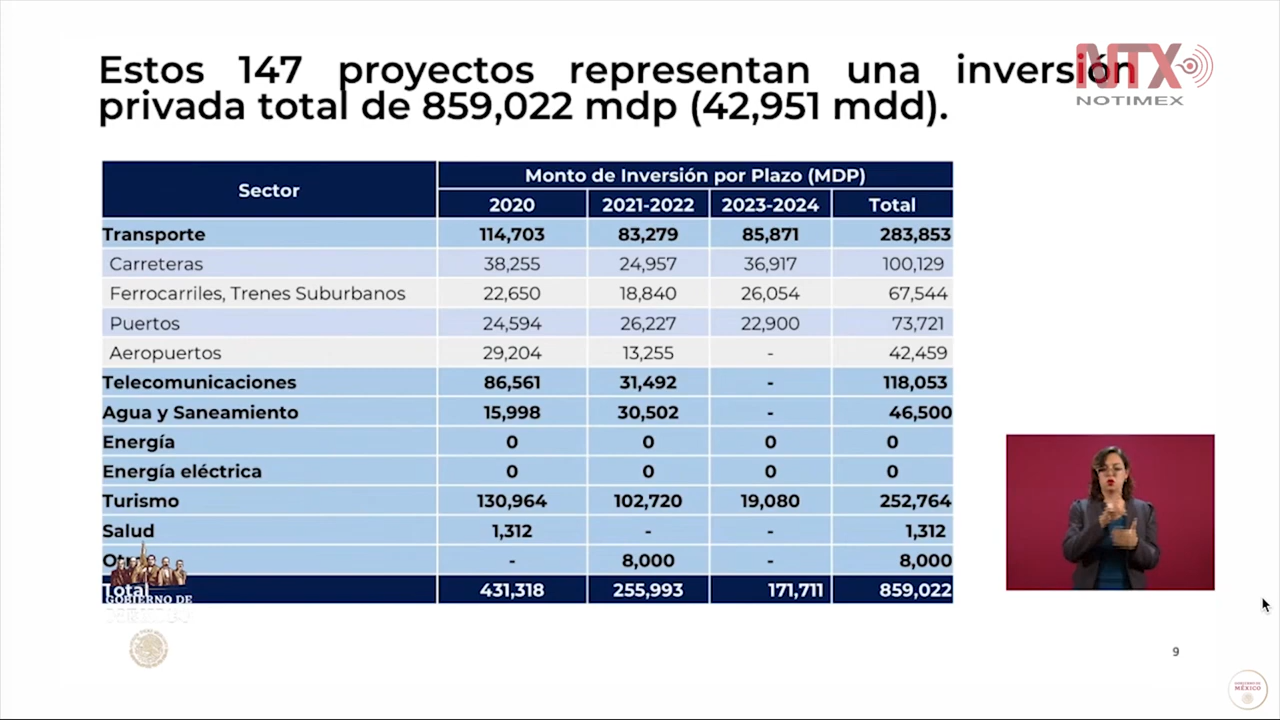 Estos 147 proyectos representan una inversión
privada total de 859,022 mdp (42,951 mdd).
NTX
NOTIMEX
Sector Monto de Inversión por Plazo (MDP)
2020 2021-2022 2023-2024 Total
Transporte 114,703 83,279 85,871 283,853
Carreteras 38,255 24,957 36,917 100,129
Ferrocarriles, Trenes Suburbanos 22,650 18,840 26,054 67,544
Puertos 24,594 26,227 22,900 73,721
Aeropuertos 29,204 13,255 - 42,459
Telecomunicaciones 86,561 31,492 - 118,053
Agua y Saneamiento 15,998 30,502 - 46,500
Energía 0 0 0 0
Energía eléctrica 0 0 0 0
Turismo 130,964 102,720 19,080 252,764
Salud 1,312 - - 1,312
- 8,000 - 8,000
Total 431,318 255,993 171,711 859,022
GOBIERNO DE
MÉXICO
9
GOBIERNO DE
MÉXICO